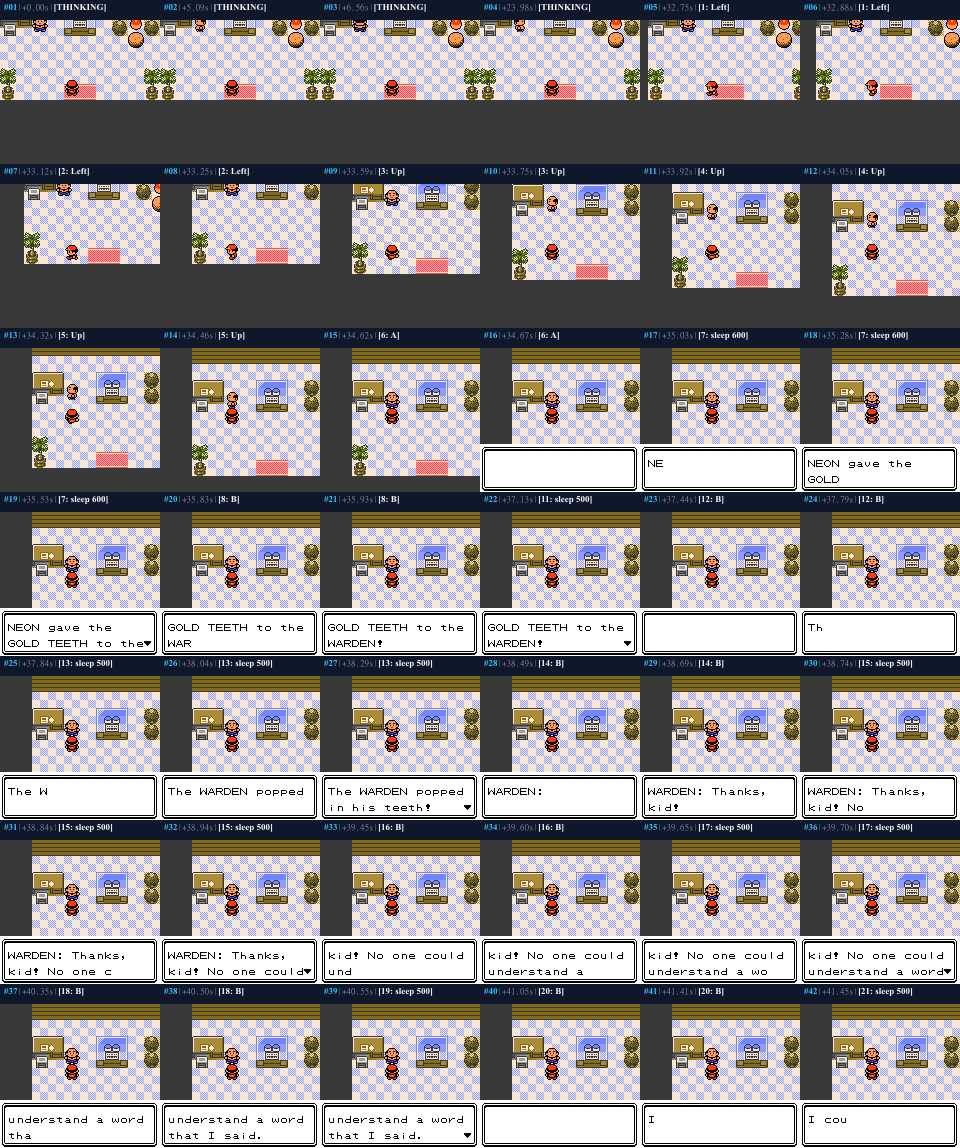 #01|+0.00s| [THINKING]
#02|+5.09s| [THINKING]
#03|+6.56s| [THINKING]
#04|+23.98s| [THINKING]
#05|+32.75s| [1: Left]
#06|+32.88s| [1: Left]
#07|+33.12s| [2: Left]
#08|+33.25s| [2: Left]
#09|+33.59s| [3: Up]
#10|+33.75s| [3: Up]
#11|+33.92s| [4: Up]
#12|+34.05s| [4: Up]
#13|+34.32s| [5: Up]
#14|+34.46s| [5: Up]
#15|+34.62s| [6: A]
#16|+34.67s| [6: A]
#17|+35.03s| [7: sleep 600]
#18|+35.28s| [7: sleep 600]
NE
NEON gave the
GOLD
#19|+35.53s| [7: sleep 600]
#20|+35.83s| [8: B]
#21|+35.93s| [8: B]
#22|+37.13s| [11: sleep 500]
#23|+37.44s| [12: B]
#24|+37.79s| [12: B]
NEON gave the
GOLD TEETH to the
GOLD TEETH to the
WAR
GOLD TEETH to the
WARDEN!
GOLD TEETH to the
WARDEN!
Th
#25|+37.84s| [13: sleep 500]
#26|+38.04s| [13: sleep 500]
#27|+38.29s| [13: sleep 500]
#28|+38.49s| [14: B]
#29|+38.69s| [14: B]
#30|+38.74s| [15: sleep 500]
The W
The WARDEN popped
The WARDEN popped
in his teeth!
WARDEN:
WARDEN: Thanks,
kid!
WARDEN: Thanks,
kid! No
#31|+38.84s| [15: sleep 500]
#32|+38.94s| [15: sleep 500]
#33|+39.45s| [16: B]
#34|+39.60s| [16: B]
#35|+39.65s| [17: sleep 500]
#36|+39.70s| [17: sleep 500]
WARDEN: Thanks,
kid! No one c
WARDEN: Thanks,
kid! No one could
kid! No one could
und
kid! No one could
understand a
kid! No one could
understand a wo
kid! No one could
understand a word
#37|+40.35s| [18: B]
#38|+40.50s| [18: B]
#39|+40.55s| [19: sleep 500]
#40|+41.05s| [20: B]
#41|+41.41s| [20: B]
#42|+41.45s| [21: sleep 500]
understand a word
tha
understand a word
that I said.
understand a word
that I said.
I
I cou